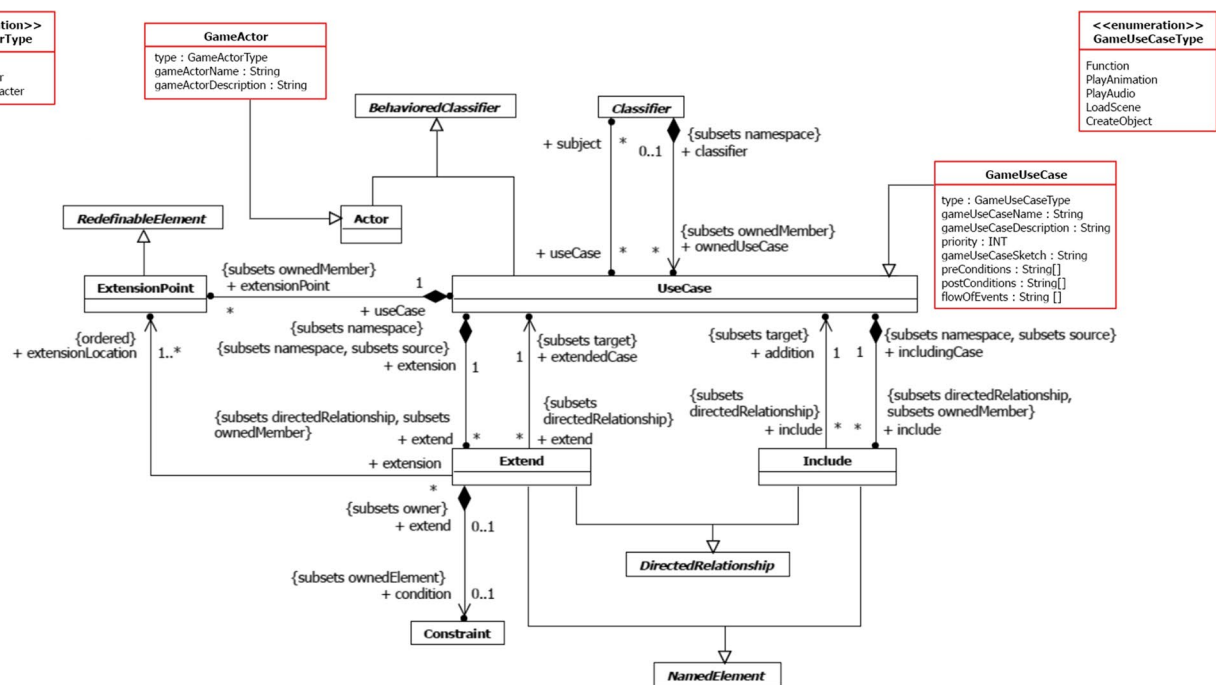 tion>>
rType
r
acter
GameActor
type : GameActorType
gameActorName : String
gameActorDescription : String
<<enumeration>>
GameUseCaseType
Function
PlayAnimation
PlayAudio
LoadScene
CreateObject
BehavioredClassifier
Classifier
+ subject
*
0..1
{subsets namespace}
+ classifier
GameUseCase
type : GameUseCaseType
gameUseCaseName : String
gameUseCaseDescription : String
priority : INT
gameUseCaseSketch : String
preConditions : String[]
postConditions : String[]
flowOfEvents : String []
RedefinableElement
Actor
+ useCase
*
*
{subsets ownedMember}
+ ownedUseCase
ExtensionPoint
{subsets ownedMember}
+ extensionPoint
*
1
+ useCase
{subsets namespace}
UseCase
{ordered}
+ extensionLocation
1..*
{subsets namespace, subsets source}
+ extension
1
1
{subsets target}
+ extendedCase
{subsets target}
+ addition
1
1
{subsets namespace, subsets source}
+ includingCase
{subsets directedRelationship, subsets
ownedMember}
+ extend
*
*
{subsets
directedRelationship}
+ extend
{subsets
directedRelationship}
+ include
*
*
{subsets directedRelationship,
subsets ownedMember}
+ include
+ extension
*
Extend
Include
{subsets owner}
+ extend
0..1
DirectedRelationship
{subsets ownedElement}
+ condition
0..1
Constraint
NamedElement